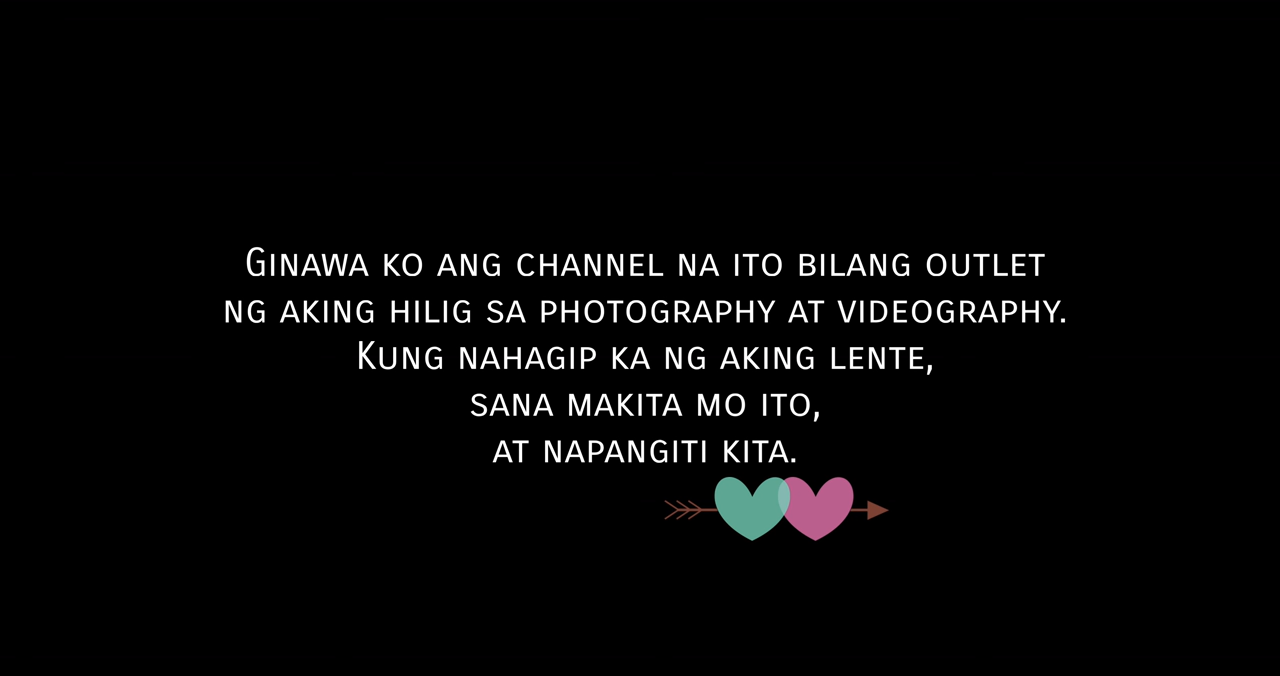 Ginawa ko ang channel na ito bilang outlet
ng aking hilig sa photography at videography.
Kung nahagip ka ng aking lente,
sana makita mo ito,
at napangiti kita.